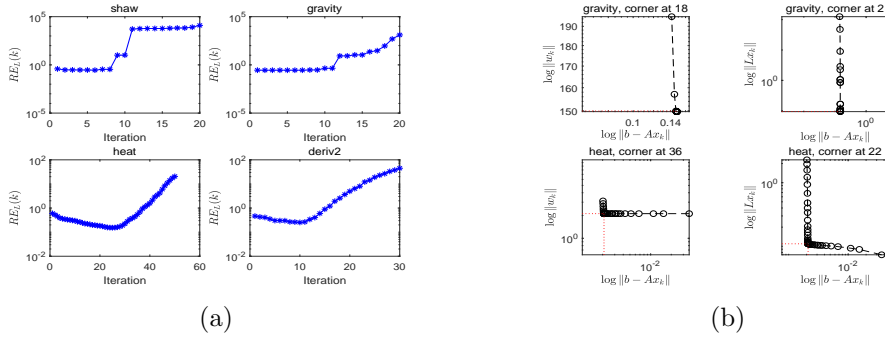 shaw
10^5
10^0
10^-5
RE_L(k)
0 5 10 15 20
Iteration
gravity
10^5
10^0
10^-5
RE_L(k)
0 5 10 15 20
Iteration
heat
10^2
10^0
10^-2
RE_L(k)
0 20 40 60
Iteration
deriv2
10^2
10^0
10^-2
RE_L(k)
0 10 20 30
Iteration
(a)
gravity, corner at 18
190
180
170
160
150
log ||w_k||
0.1 0.14
log ||b − Ax_k||
gravity, corner at 2
10^0
log ||Lx_k||
10^0
log ||b − Ax_k||
heat, corner at 36
10^0
log ||w_k||
10^-2
log ||b − Ax_k||
heat, corner at 22
10^0
log ||Lx_k||
10^-2
log ||b − Ax_k||
(b)